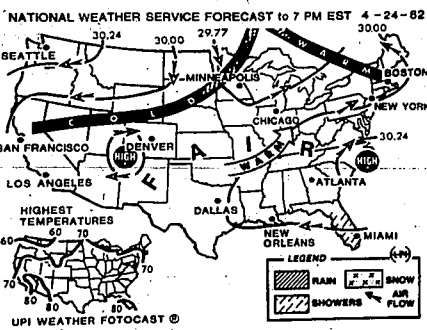 NATIONAL WEATHER SERVICE FORECAST to 7 PM EST 4-24-82
30.24
30.00
29.77
30.00
SEATTLE
MINNEAPOLIS
WARM
BOSTON
NEW YORK
COLD
CHICAGO
30.24
SAN FRANCISCO
DENVER
HIGH
FAIR
WARM
HIGH
LOS ANGELES
ATLANTA
DALLAS
NEW ORLEANS
MIAMI
HIGHEST
TEMPERATURES
60
60
70
70
70
80
80
80
LEGEND
RAIN
SNOW
SHOWERS
AIR
FLOW
UPI WEATHER FOTOCAST ®